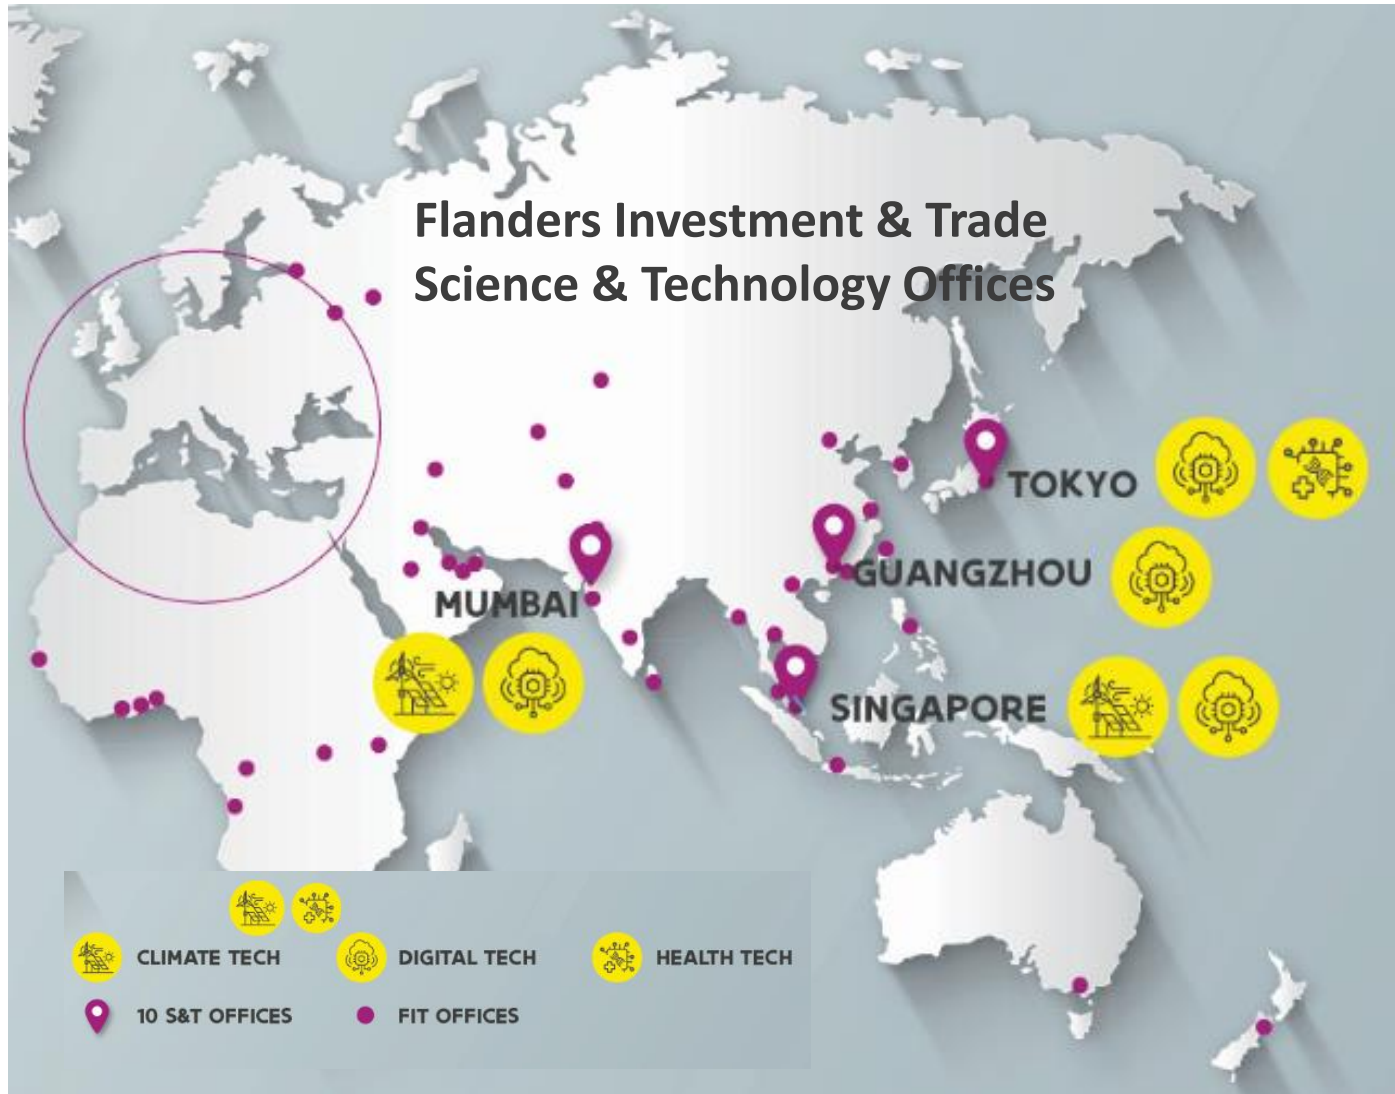 Flanders Investment & Trade
Science & Technology Offices
TOKYO
GUANGZHOU
MUMBAI
SINGAPORE
CLIMATE TECH
DIGITAL TECH
HEALTH TECH
10 S&T OFFICES
FIT OFFICES